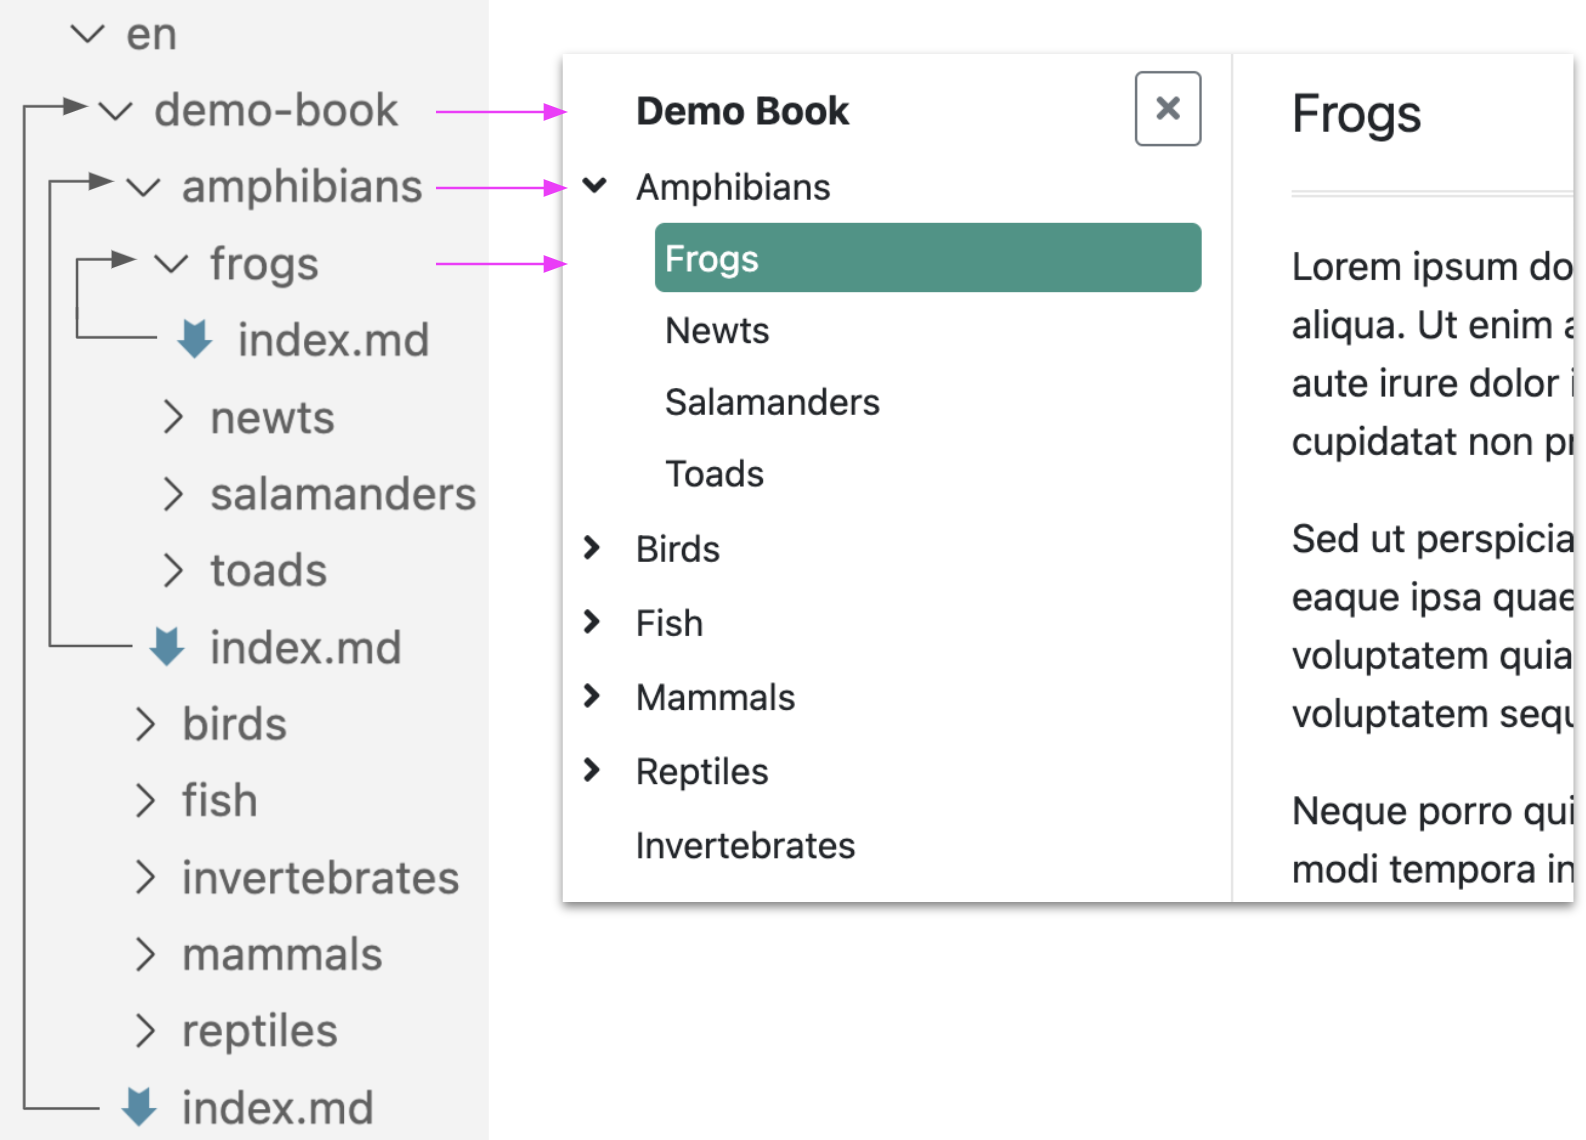 en
demo-book
amphibians
frogs
index.md
newts
salamanders
toads
index.md
birds
fish
invertebrates
mammals
reptiles
index.md
Demo Book
Amphibians
Frogs
Newts
Salamanders
Toads
Birds
Fish
Mammals
Reptiles
Invertebrates
Frogs
Lorem ipsum do
aliqua. Ut enim a
aute irure dolor i
cupidatat non pr
Sed ut perspicia
eaque ipsa quae
voluptatem quia
voluptatem sequ
Neque porro qui
modi tempora in